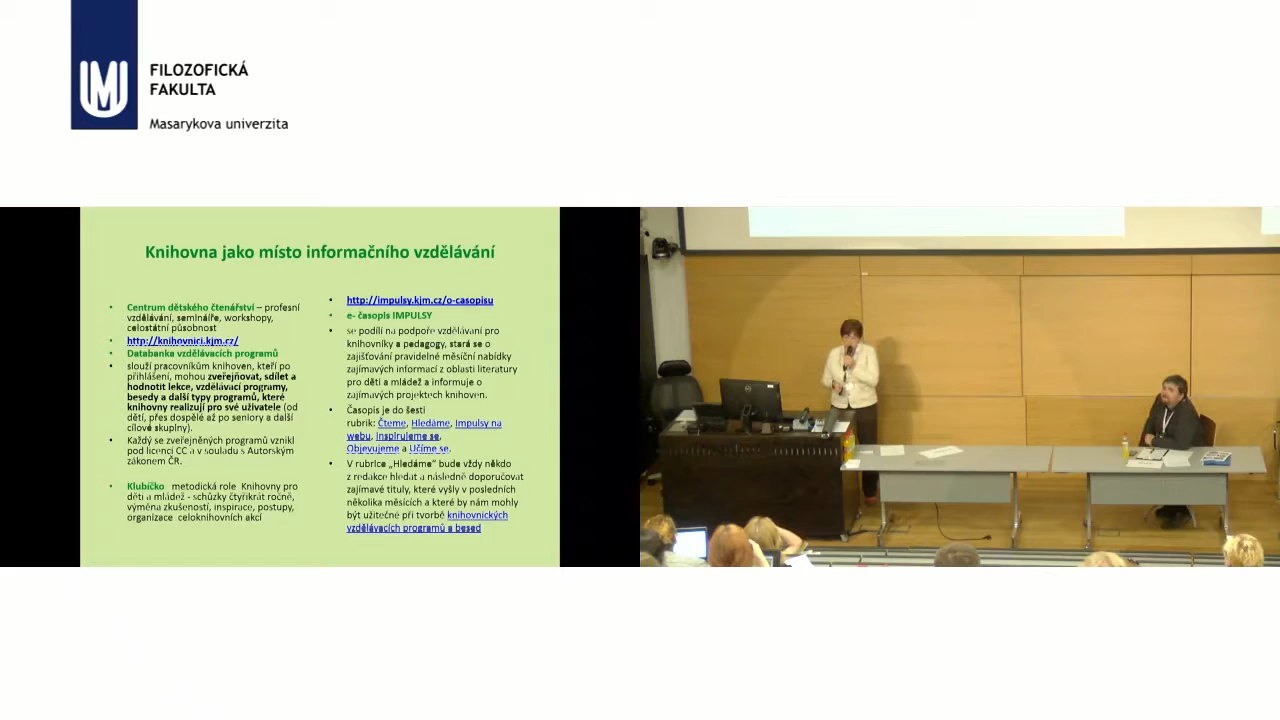 FILOZOFICKÁ
FAKULTA
Masarykova univerzita
Knihovna jako místo informačního vzdělávání
• Centrum dětského čtenářství – profesní
vzdělávání, semináře, workshopy,
celostátní působnost
• http://knihovnici.kjm.cz/
• Databanka vzdělávacích programů
• slouží pracovníkům knihoven, kteří po
přihlášení, mohou zveřejňovat, sdílet a
hodnotit lekce, vzdělávací programy,
besedy a další typy programů, které
knihovny realizují pro své uživatele (od
dětí, přes dospělé až po seniory a další
cílové skupiny).
• Každý se zveřejněných programů vznikl
pod licencí CC a v souladu s Autorským
zákonem ČR.
• Klubíčko metodická role Knihovny pro
děti a mládež - schůzky čtyřikrát ročně,
výměna zkušeností, inspirace, postupy,
organizace celoknihovních akcí
• http://impulsy.kjm.cz/o-casopisu
• e- časopis IMPULSY
• se podílí na podpoře vzdělávání pro
knihovníky a pedagogy, stará se o
zajišťování pravidelné měsíční nabídky
zajímavých informací z oblasti literatury
pro děti a mládež a informuje o
zajímavých projektech knihoven.
• Časopis je do šesti
rubrik: Čteme, Hledáme, Impulsy na
webu, Inspirujeme se,
Objevujeme a Učíme se.
• V rubrice „Hledáme“ bude vždy někdo
z redakce hledat a následně doporučovat
zajímavé tituly, které vyšly v posledních
několika měsících a které by nám mohly
být užitečné při tvorbě knihovnických
vzdělávacích programů a besed